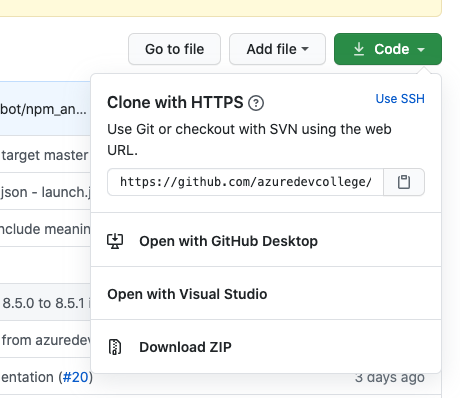 Go to file
Add file
Code
Clone with HTTPS
Use SSH
bot/npm_an...
Use Git or checkout with SVN using the web
URL.
target master
https://github.com/azuredevcollege/
json - launch.j
nclude meanin
Open with GitHub Desktop
Open with Visual Studio
8.5.0 to 8.5.1
from azuredev
Download ZIP
entation (#20)
3 days ago